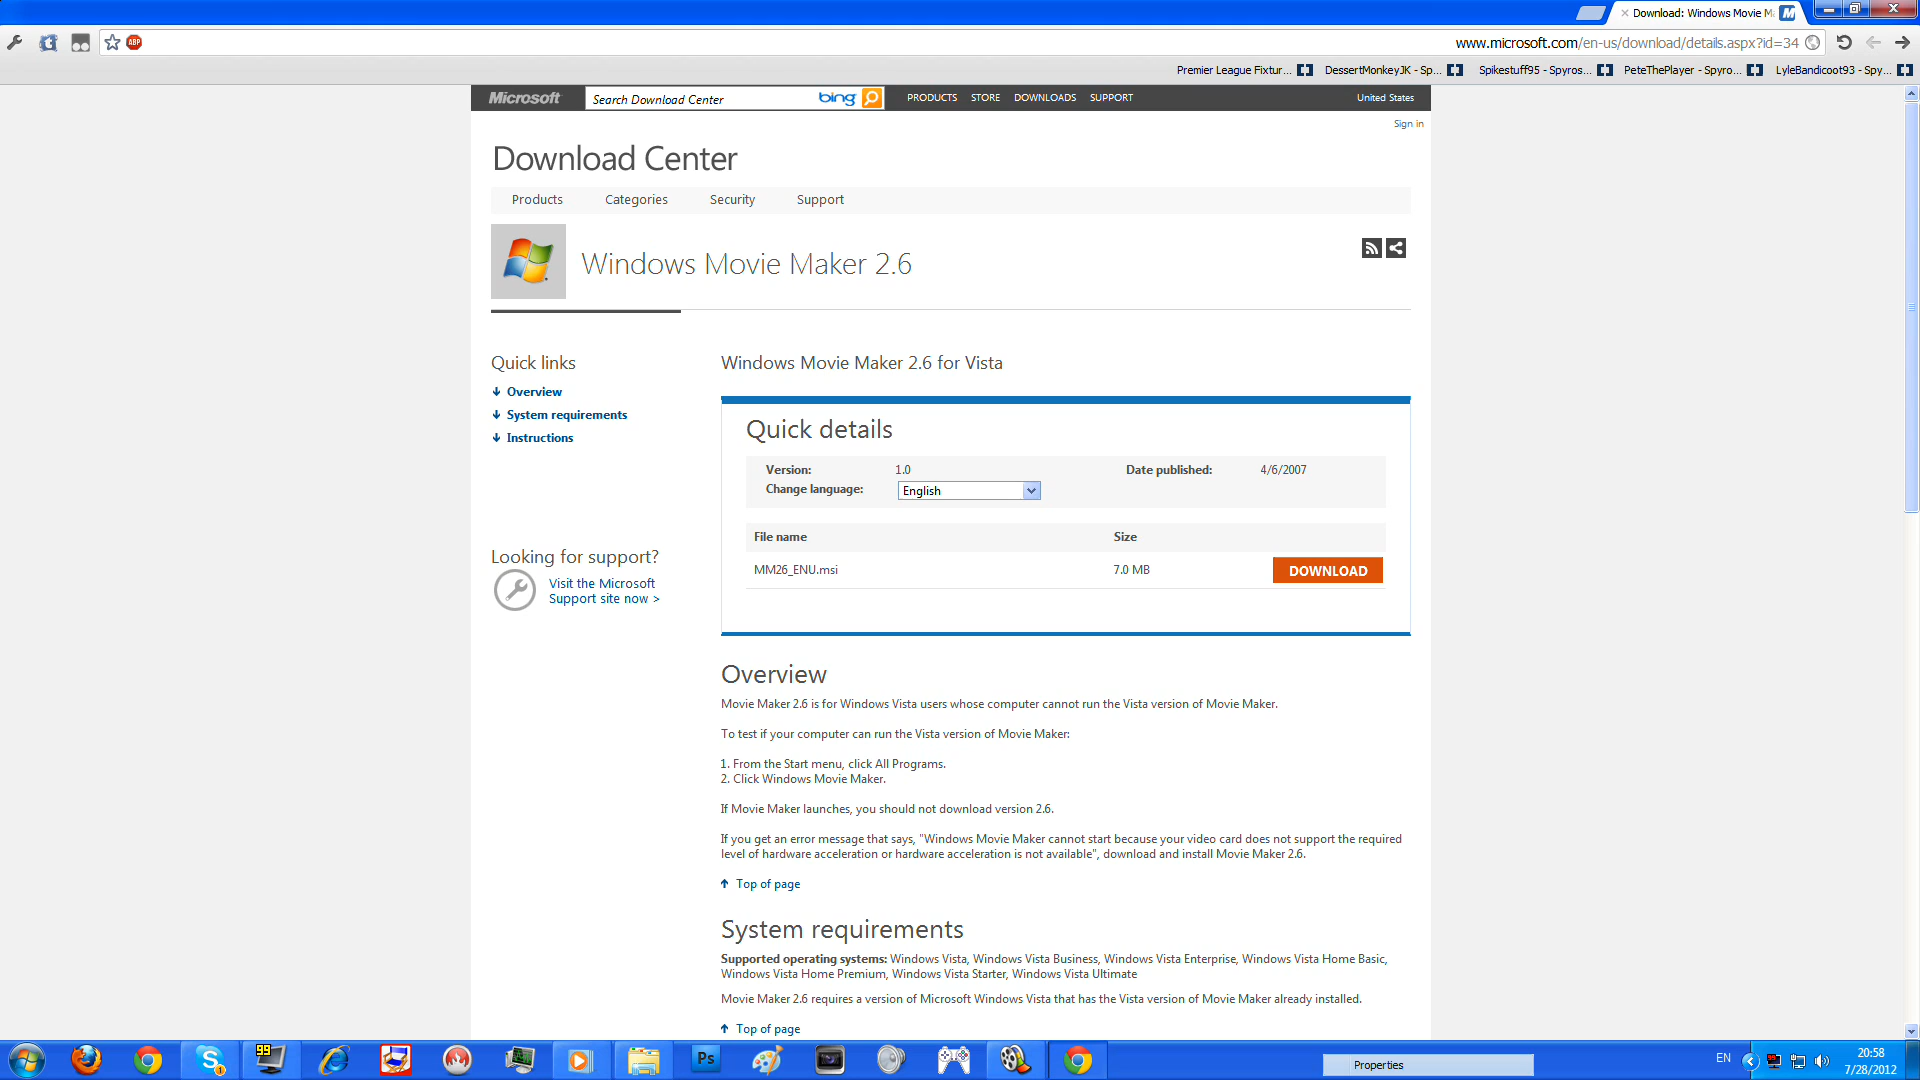 Download: Windows Movie M
www.microsoft.com/en-us/download/details.aspx?id=34
Premier League Fixtur... DessertMonkeyJK - Sp... Spikestuff95 - Spyros... PeteThePlayer - Spyro... LyleBandicoot93 - Spy...
Microsoft Search Download Center bing PRODUCTS STORE DOWNLOADS SUPPORT United States
Sign in
Download Center
Products Categories Security Support
Windows Movie Maker 2.6
Quick links
Overview
System requirements
Instructions
Looking for support?
Visit the Microsoft
Support site now >
Windows Movie Maker 2.6 for Vista
Quick details
Version: 1.0 Date published: 4/6/2007
Change language: English
File name Size
MM26_ENU.msi 7.0 MB DOWNLOAD
Overview
Movie Maker 2.6 is for Windows Vista users whose computer cannot run the Vista version of Movie Maker.
To test if your computer can run the Vista version of Movie Maker:
1. From the Start menu, click All Programs.
2. Click Windows Movie Maker.
If Movie Maker launches, you should not download version 2.6.
If you get an error message that says, "Windows Movie Maker cannot start because your video card does not support the required
level of hardware acceleration or hardware acceleration is not available", download and install Movie Maker 2.6.
Top of page
System requirements
Supported operating systems: Windows Vista, Windows Vista Business, Windows Vista Enterprise, Windows Vista Home Basic,
Windows Vista Home Premium, Windows Vista Starter, Windows Vista Ultimate
Movie Maker 2.6 requires a version of Microsoft Windows Vista that has the Vista version of Movie Maker already installed.
Top of page
99
Ps
Properties
EN
20:58
7/28/2012